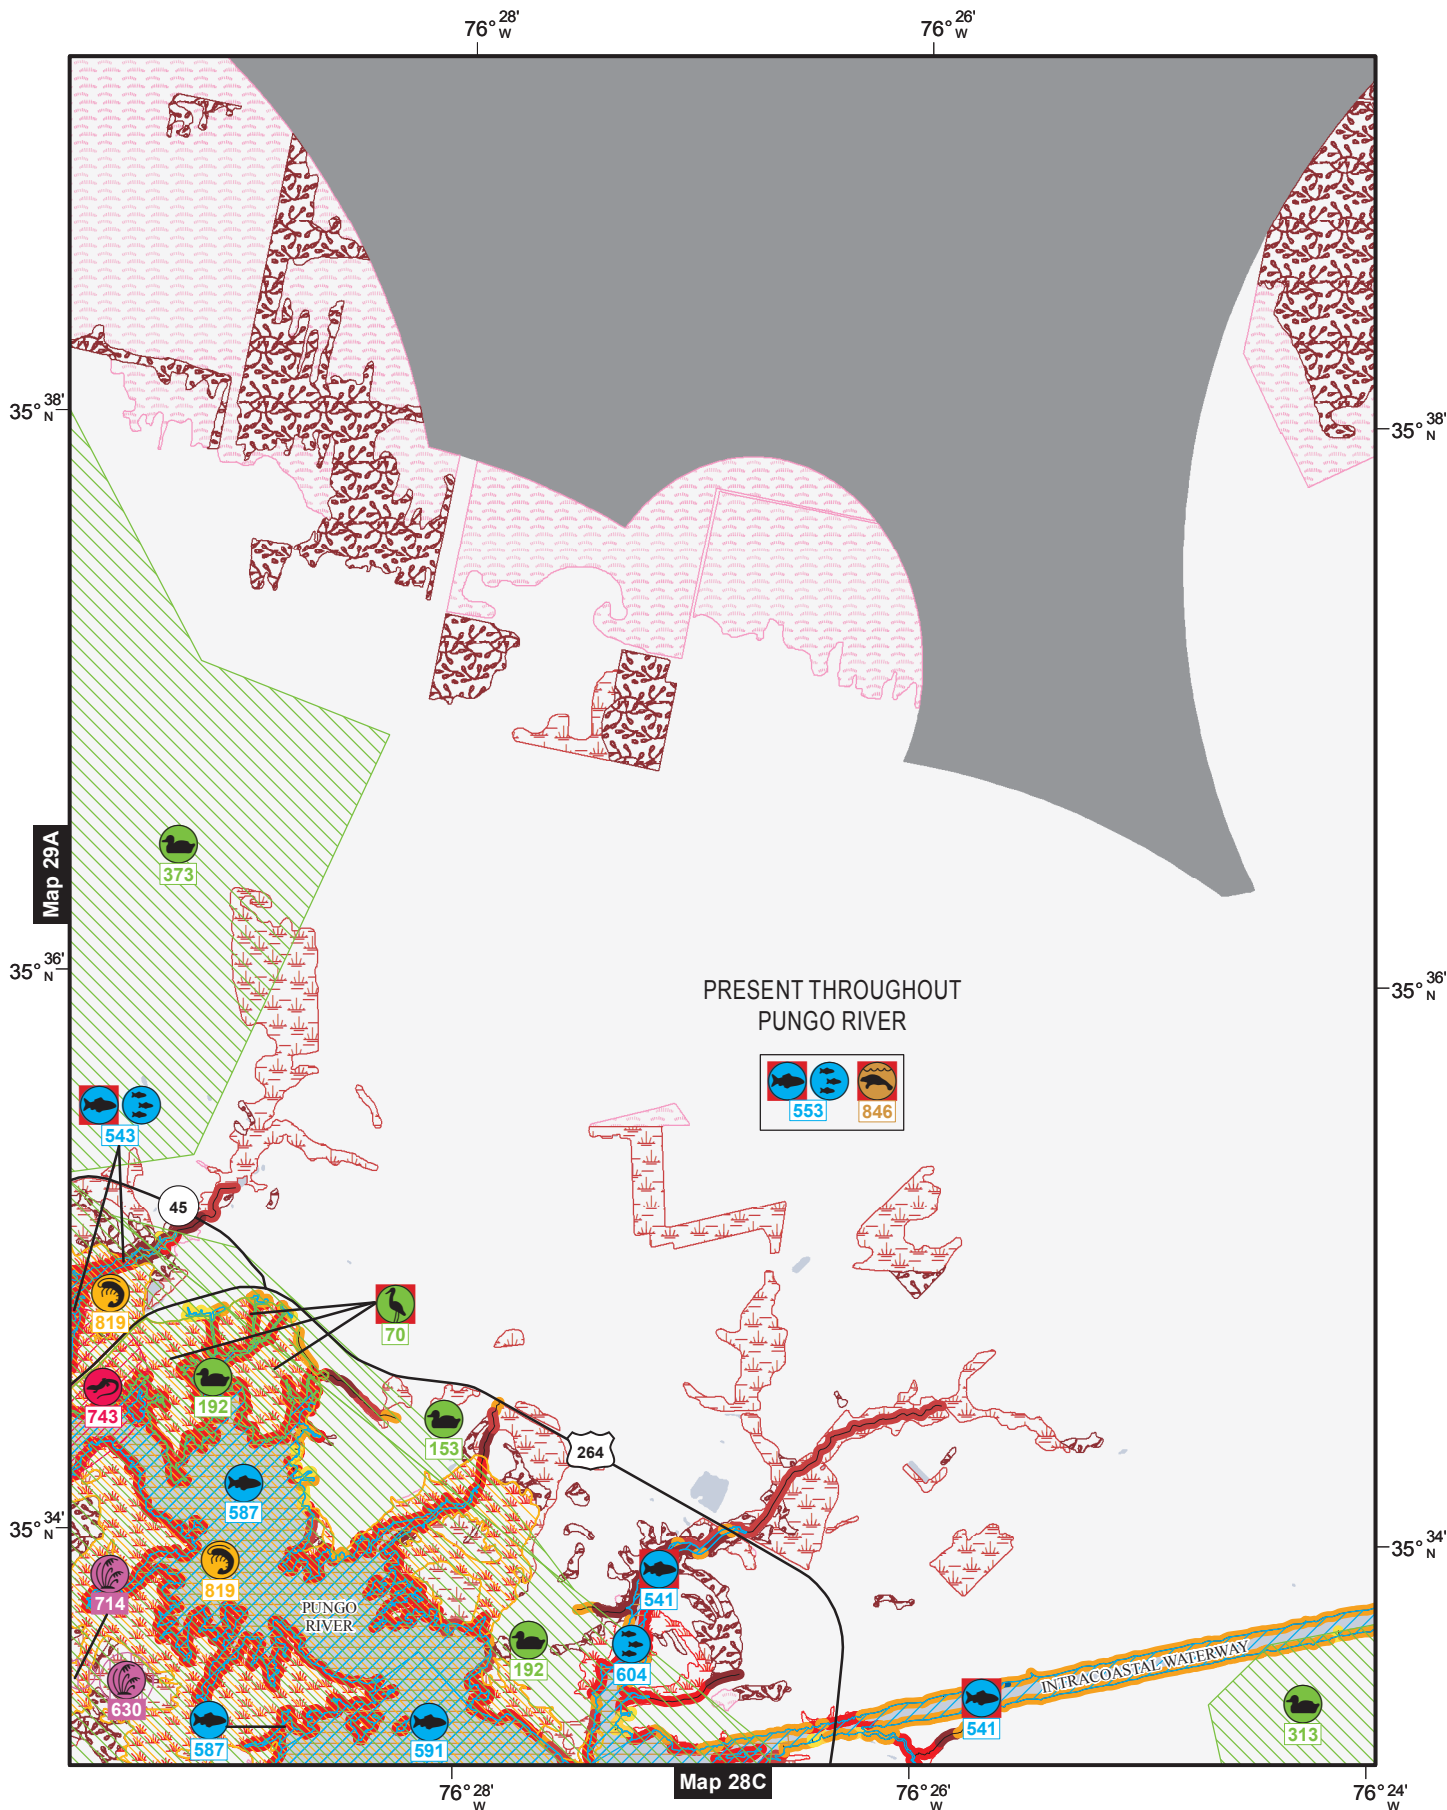 76° 28' W
76° 26' W
35° 38' N
35° 38' N
Map 29A
373
35° 36' N
35° 36' N
PRESENT THROUGHOUT
PUNGO RIVER
553
846
543
45
819
70
743
192
153
264
587
35° 34' N
35° 34' N
819
714
541
PUNGO
RIVER
192
604
INTRACOASTAL WATERWAY
630
587
591
541
313
Map 28C
76° 28' W
76° 26' W
76° 24' W